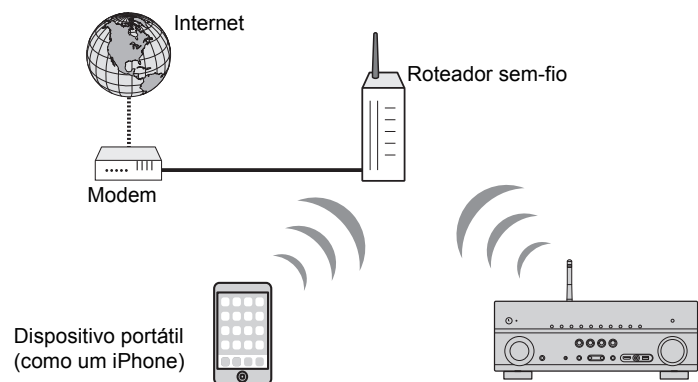 Internet
Roteador sem-fio
Modem
Dispositivo portátil
(como um iPhone)